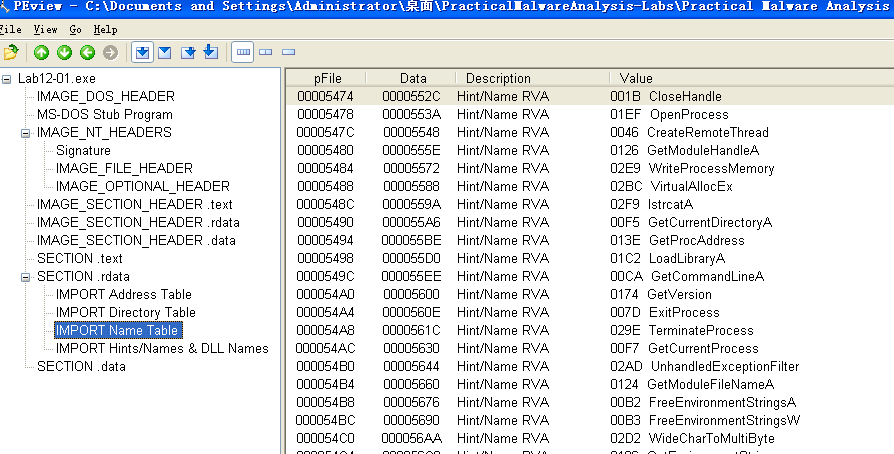 PEview - C:\Documents and Settings\Administrator\桌面\PracticalMalwareAnalysis-Labs\Practical Malware Analysis
File View Go Help
Lab12-01.exe
IMAGE_DOS_HEADER
MS-DOS Stub Program
IMAGE_NT_HEADERS
Signature
IMAGE_FILE_HEADER
IMAGE_OPTIONAL_HEADER
IMAGE_SECTION_HEADER .text
IMAGE_SECTION_HEADER .rdata
IMAGE_SECTION_HEADER .data
SECTION .text
SECTION .rdata
IMPORT Address Table
IMPORT Directory Table
IMPORT Name Table
IMPORT Hints/Names & DLL Names
SECTION .data
pFile Data Description Value
00005474 0000552C Hint/Name RVA 001B CloseHandle
00005478 0000553A Hint/Name RVA 01EF OpenProcess
0000547C 00005548 Hint/Name RVA 0046 CreateRemoteThread
00005480 0000555E Hint/Name RVA 0126 GetModuleHandleA
00005484 00005572 Hint/Name RVA 02E9 WriteProcessMemory
00005488 00005588 Hint/Name RVA 02BC VirtualAllocEx
0000548C 0000559A Hint/Name RVA 02F9 lstrcatA
00005490 000055A6 Hint/Name RVA 00F5 GetCurrentDirectoryA
00005494 000055BE Hint/Name RVA 013E GetProcAddress
00005498 000055D0 Hint/Name RVA 01C2 LoadLibraryA
0000549C 000055EE Hint/Name RVA 00CA GetCommandLineA
000054A0 00005600 Hint/Name RVA 0174 GetVersion
000054A4 0000560E Hint/Name RVA 007D ExitProcess
000054A8 0000561C Hint/Name RVA 029E TerminateProcess
000054AC 00005630 Hint/Name RVA 00F7 GetCurrentProcess
000054B0 00005644 Hint/Name RVA 02AD UnhandledExceptionFilter
000054B4 00005660 Hint/Name RVA 0124 GetModuleFileNameA
000054B8 00005676 Hint/Name RVA 00B2 FreeEnvironmentStringsA
000054BC 00005690 Hint/Name RVA 00B3 FreeEnvironmentStringsW
000054C0 000056AA Hint/Name RVA 02D2 WideCharToMultiByte